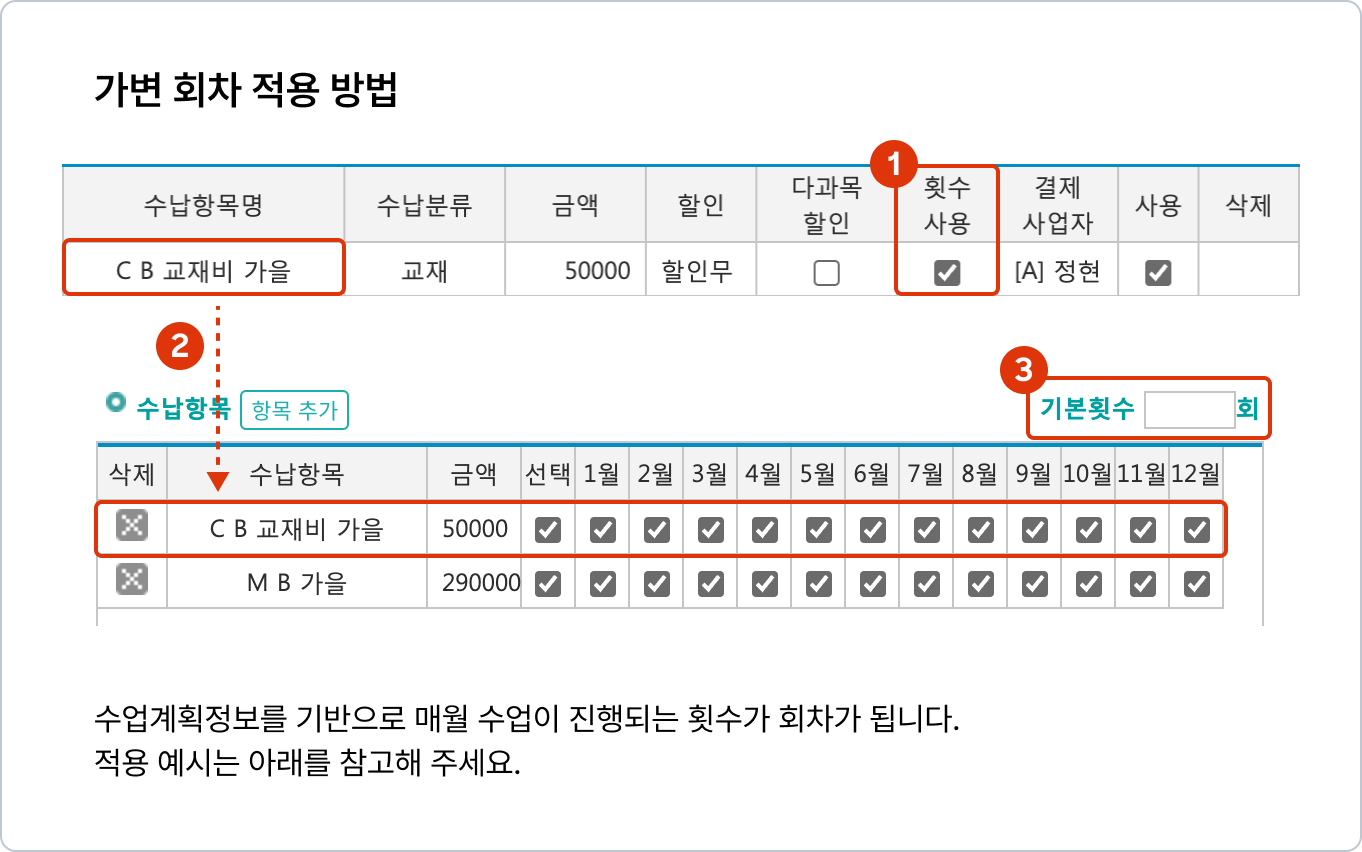 가변 회차 적용 방법
1
수납항목명 수납분류 금액 할인 다과목 할인 횟수 사용 결제 사업자 사용 삭제
C B 교재비 가을 교재 50000 할인무 [A] 정현
2
3
수납항목 항목 추가 기본횟수 회
삭제 수납항목 금액 선택 1월 2월 3월 4월 5월 6월 7월 8월 9월 10월 11월 12월
C B 교재비 가을 50000
M B 가을 290000
수업계획정보를 기반으로 매월 수업이 진행되는 횟수가 회차가 됩니다.
적용 예시는 아래를 참고해 주세요.